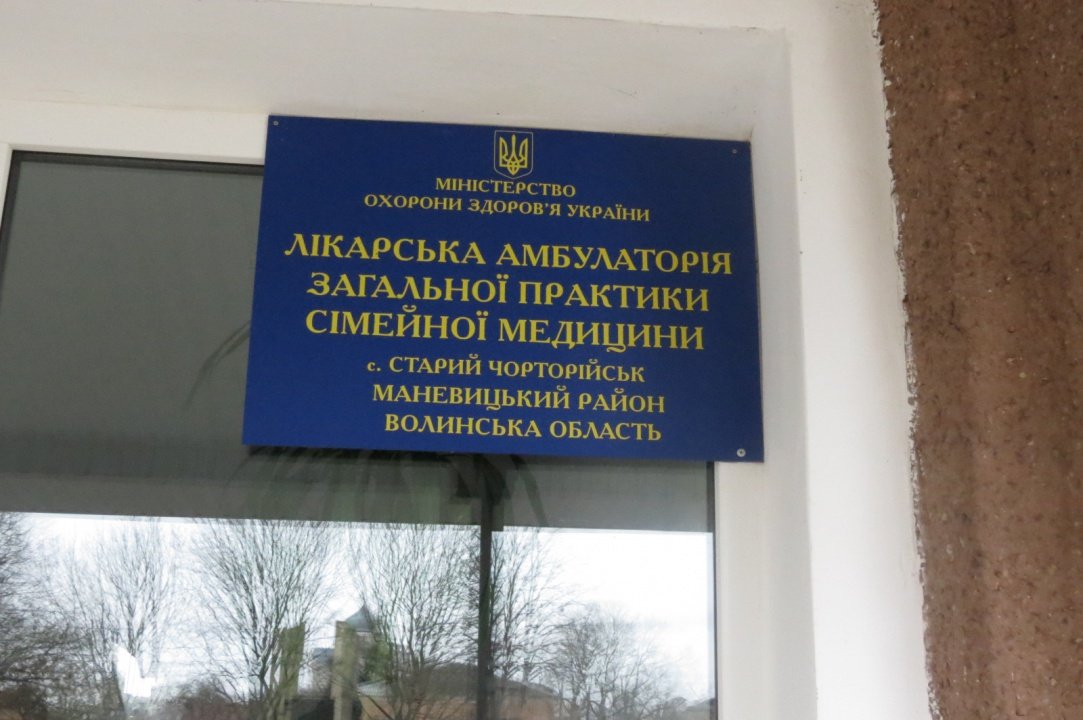 МІНІСТЕРСТВО
ОХОРОНИ ЗДОРОВ'Я УКРАЇНИ
ЛІКАРСЬКА АМБУЛАТОРІЯ
ЗАГАЛЬНОЇ ПРАКТИКИ
СІМЕЙНОЇ МЕДИЦИНИ
с. СТАРИЙ ЧОРТОРІЙСЬК
МАНЕВИЦЬКИЙ РАЙОН
ВОЛИНСЬКА ОБЛАСТЬ